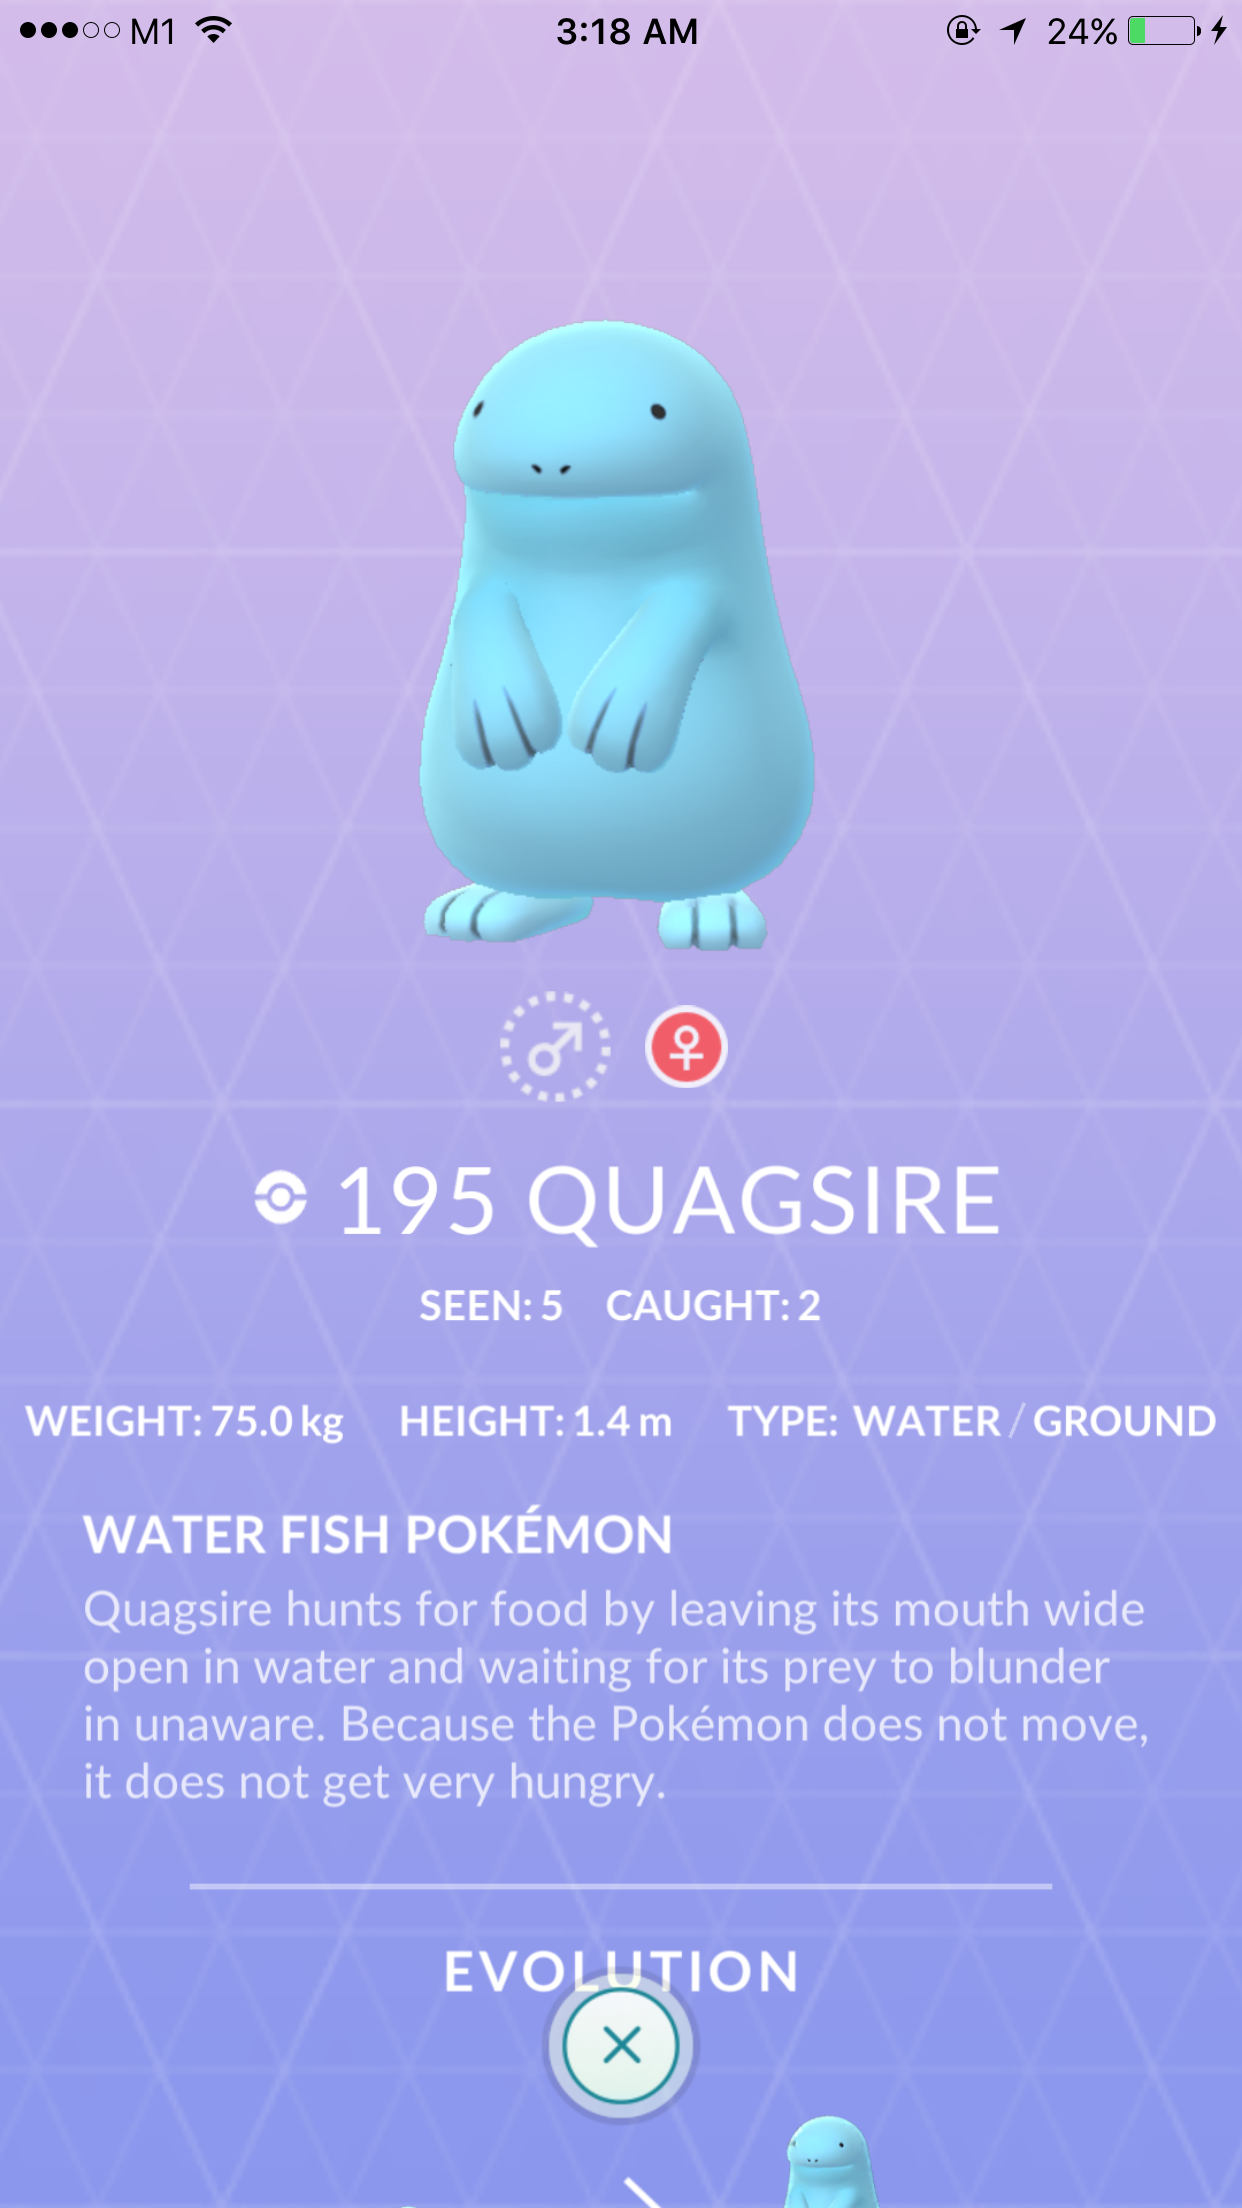 M1 3:18 AM 24%
195 QUAGSIRE
SEEN: 5 CAUGHT: 2
WEIGHT: 75.0 kg HEIGHT: 1.4 m TYPE: WATER / GROUND
WATER FISH POKÉMON
Quagsire hunts for food by leaving its mouth wide
open in water and waiting for its prey to blunder
in unaware. Because the Pokémon does not move,
it does not get very hungry.
EVOLUTION